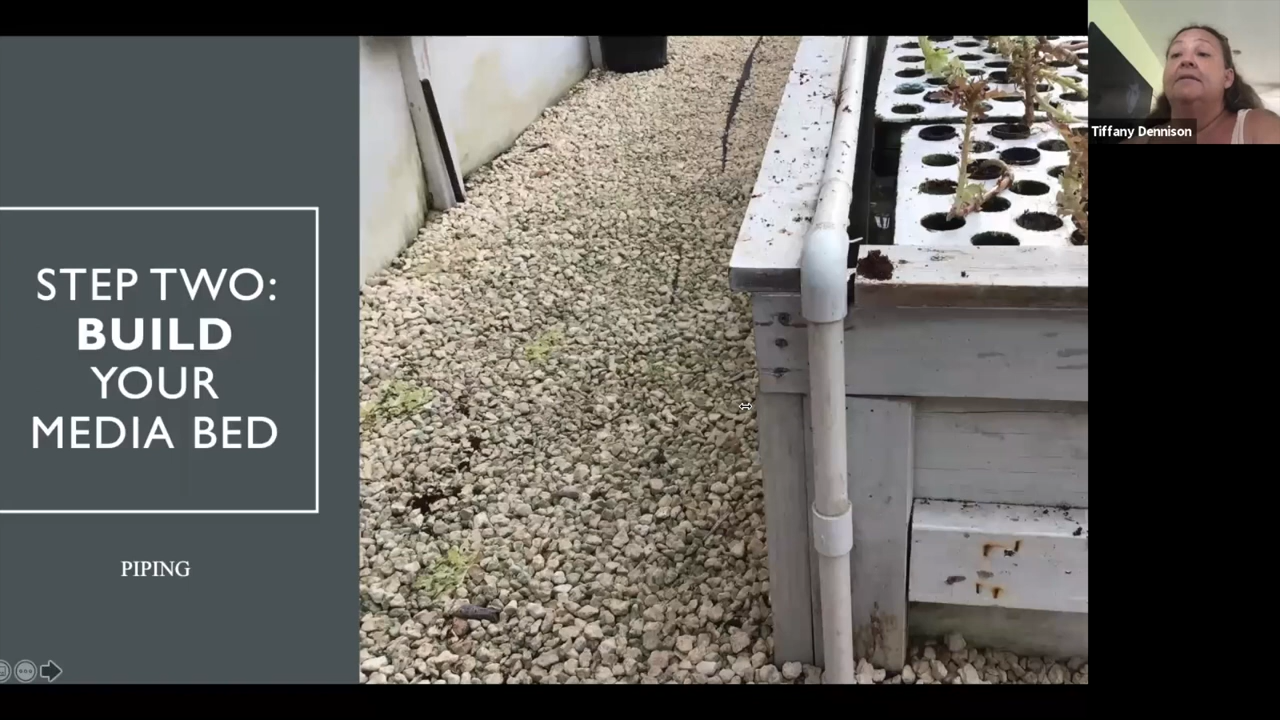 STEP TWO:
BUILD
YOUR
MEDIA BED
PIPING
Tiffany Dennison